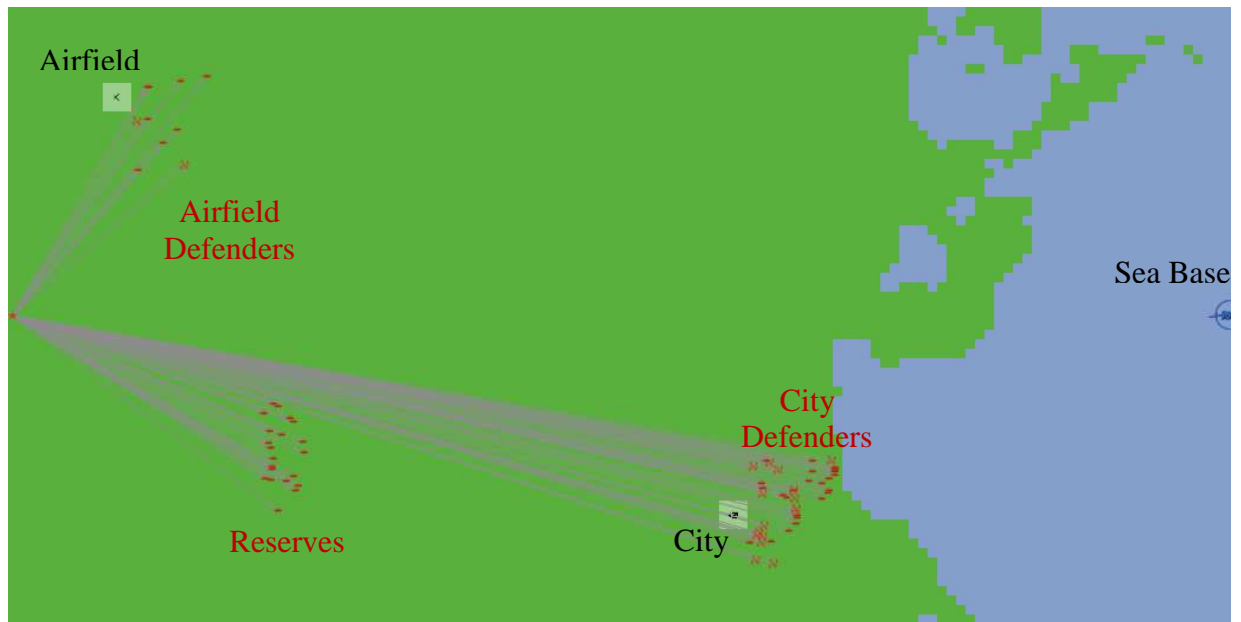 Airfield
Airfield
Defenders
Sea Base
City
Defenders
City
Reserves